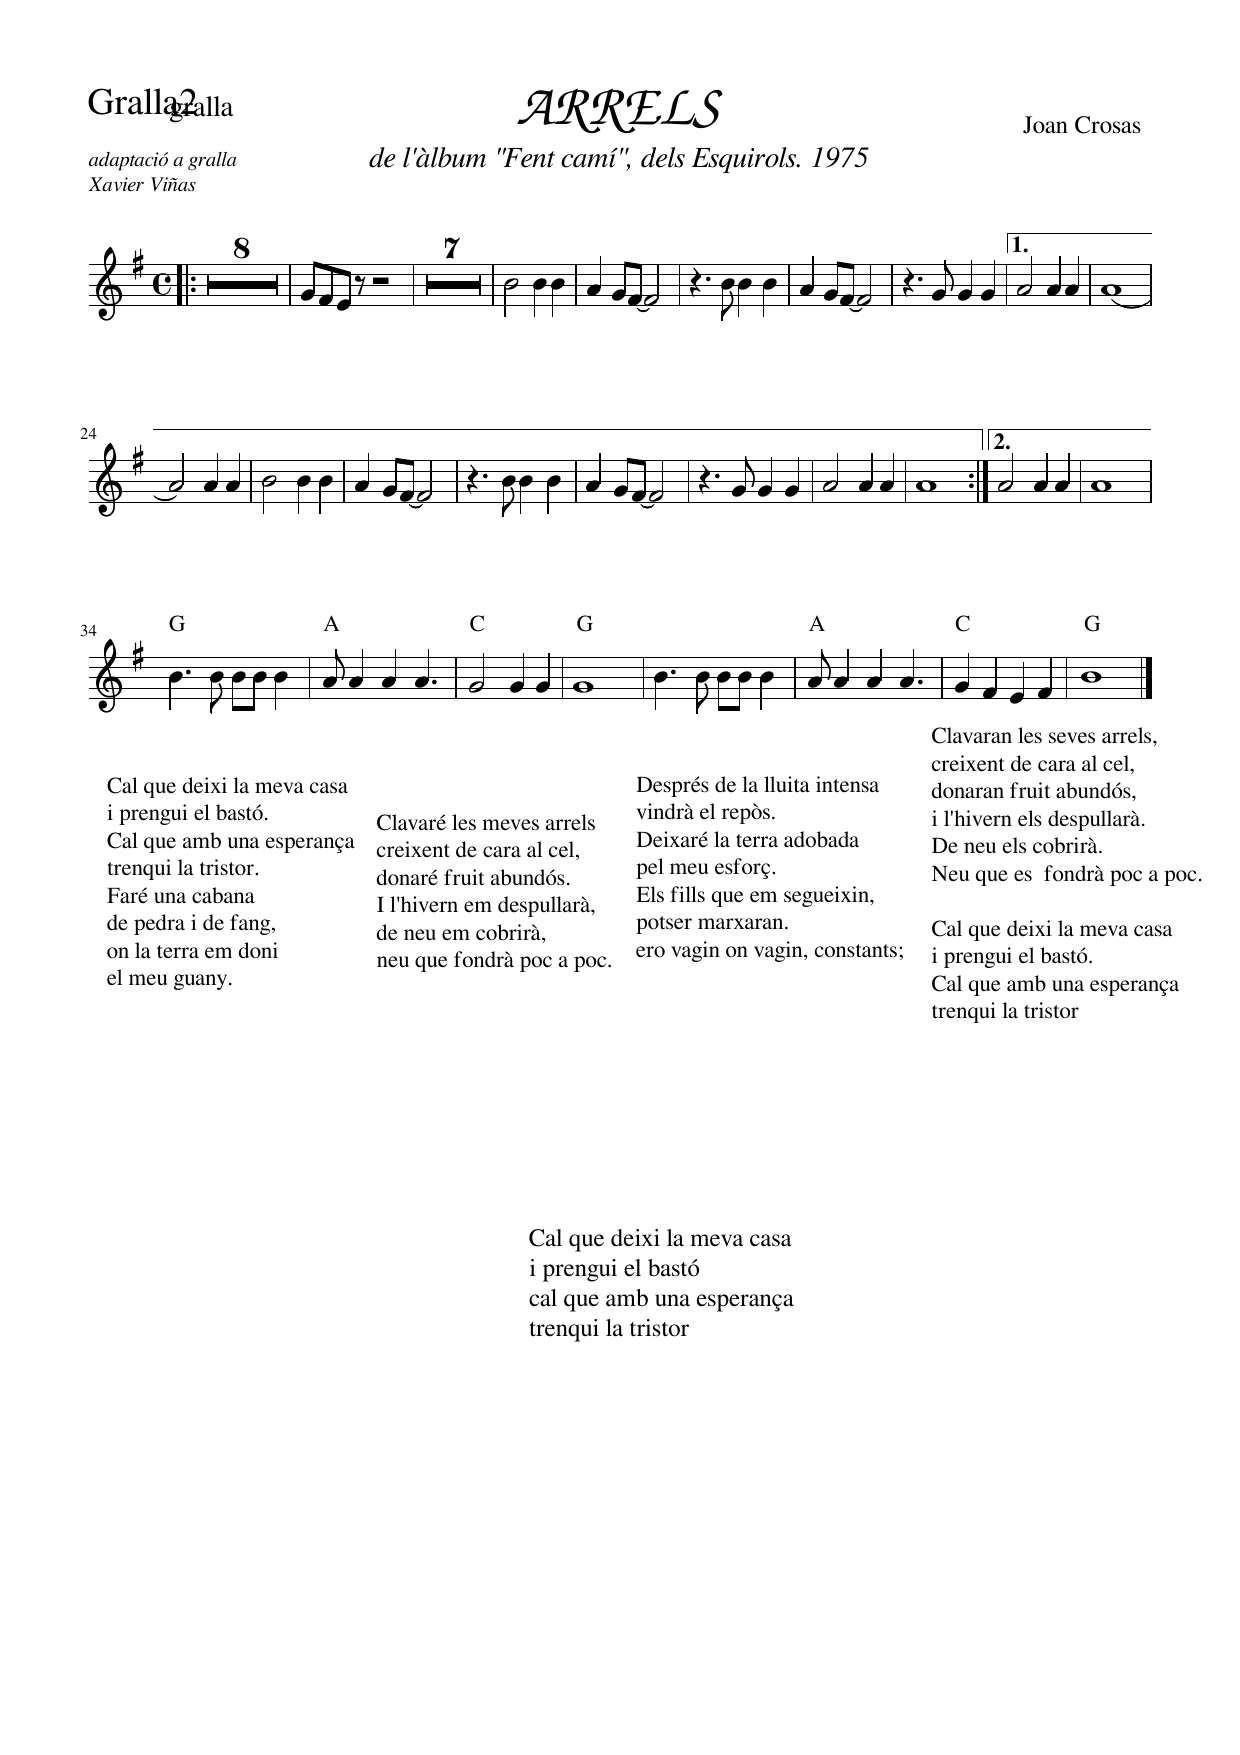 Gralla2
gralla
ARRELS
Joan Crosas
adaptació a gralla
Xavier Viñas
de l'àlbum "Fent camí", dels Esquirols. 1975
8
7
1.
24
2.
34
G A C G A C G
Cal que deixi la meva casa
i prengui el bastó.
Cal que amb una esperança
trenqui la tristor.
Faré una cabana
de pedra i de fang,
on la terra em doni
el meu guany.
Clavaré les meves arrels
creixent de cara al cel,
donaré fruit abundós.
I l'hivern em despullarà,
de neu em cobrirà,
neu que fondrà poc a poc.
Després de la lluita intensa
vindrà el repòs.
Deixaré la terra adobada
pel meu esforç.
Els fills que em segueixin,
potser marxaran.
ero vagin on vagin, constants;
Clavaran les seves arrels,
creixent de cara al cel,
donaran fruit abundós,
i l'hivern els despullarà.
De neu els cobrirà.
Neu que es  fondrà poc a poc.
Cal que deixi la meva casa
i prengui el bastó.
Cal que amb una esperança
trenqui la tristor
Cal que deixi la meva casa
i prengui el bastó
cal que amb una esperança
trenqui la tristor